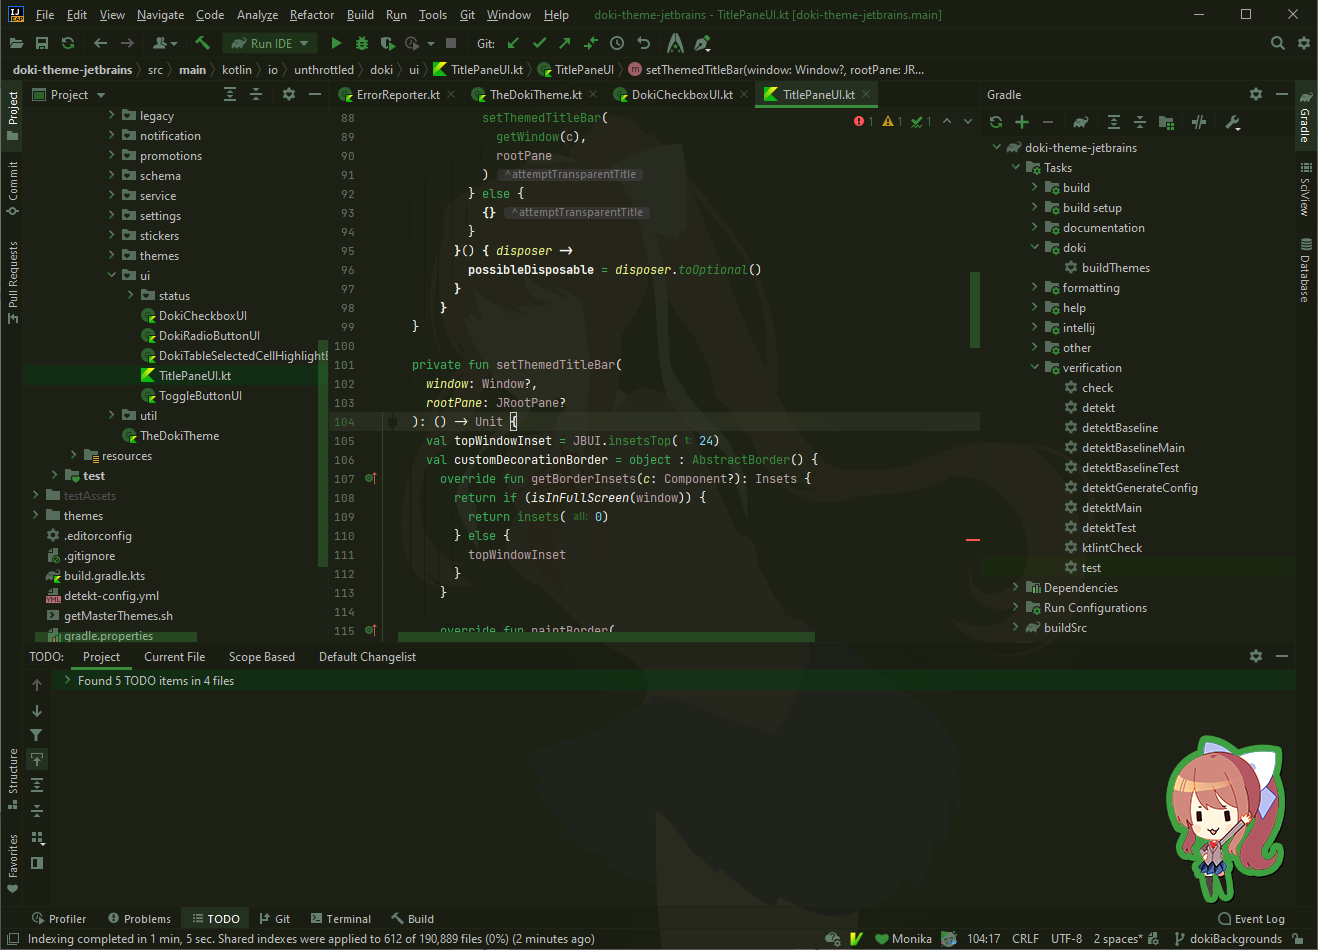 File Edit View Navigate Code Analyze Refactor Build Run Tools Git Window Help doki-theme-jetbrains - TitlePaneUI.kt [doki-theme-jetbrains.main]
Run IDE Git:
doki-theme-jetbrains src main kotlin io unthrottled doki ui TitlePaneUI.kt TitlePaneUI setThemedTitleBar(window: Window?, rootPane: JR...
Project
Commit
Pull Requests
Structure
Favorites
Project
legacy
notification
promotions
schema
service
settings
stickers
themes
ui
status
DokiCheckboxUI
DokiRadioButtonUI
DokiTableSelectedCellHighlight
TitlePaneUI.kt
ToggleButtonUI
util
TheDokiTheme
resources
test
testAssets
themes
.editorconfig
.gitignore
build.gradle.kts
detekt-config.yml
getMasterThemes.sh
gradle.properties
ErrorReporter.kt TheDokiTheme.kt DokiCheckboxUI.kt TitlePaneUI.kt
1 1 1
88 setThemedTitleBar(
89 getWindow(c),
90 rootPane
91 ) ^attemptTransparentTitle
92 } else {
93 {} ^attemptTransparentTitle
94 }
95 }() { disposer →
96 possibleDisposable = disposer.toOptional()
97 }
98 }
99 }
100
101 private fun setThemedTitleBar(
102 window: Window?,
103 rootPane: JRootPane?
104 ): () → Unit {
105 val topWindowInset = JBUI.insetsTop( t: 24)
106 val customDecorationBorder = object : AbstractBorder() {
107 override fun getBorderInsets(c: Component?): Insets {
108 return if (isInFullScreen(window)) {
109 return insets( all: 0)
110 } else {
111 topWindowInset
112 }
113 }
114
115 override fun paintBorder(
Gradle
doki-theme-jetbrains
Tasks
build
build setup
documentation
doki
buildThemes
formatting
help
intellij
other
verification
check
detekt
detektBaseline
detektBaselineMain
detektBaselineTest
detektGenerateConfig
detektMain
detektTest
ktlintCheck
test
Dependencies
Run Configurations
buildSrc
Gradle
SciView
Database
TODO: Project Current File Scope Based Default Changelist
Found 5 TODO items in 4 files
Profiler Problems TODO Git Terminal Build Event Log
Indexing completed in 1 min, 5 sec. Shared indexes were applied to 612 of 190,889 files (0%) (2 minutes ago) Monika 104:17 CRLF UTF-8 2 spaces* dokiBackgrounds